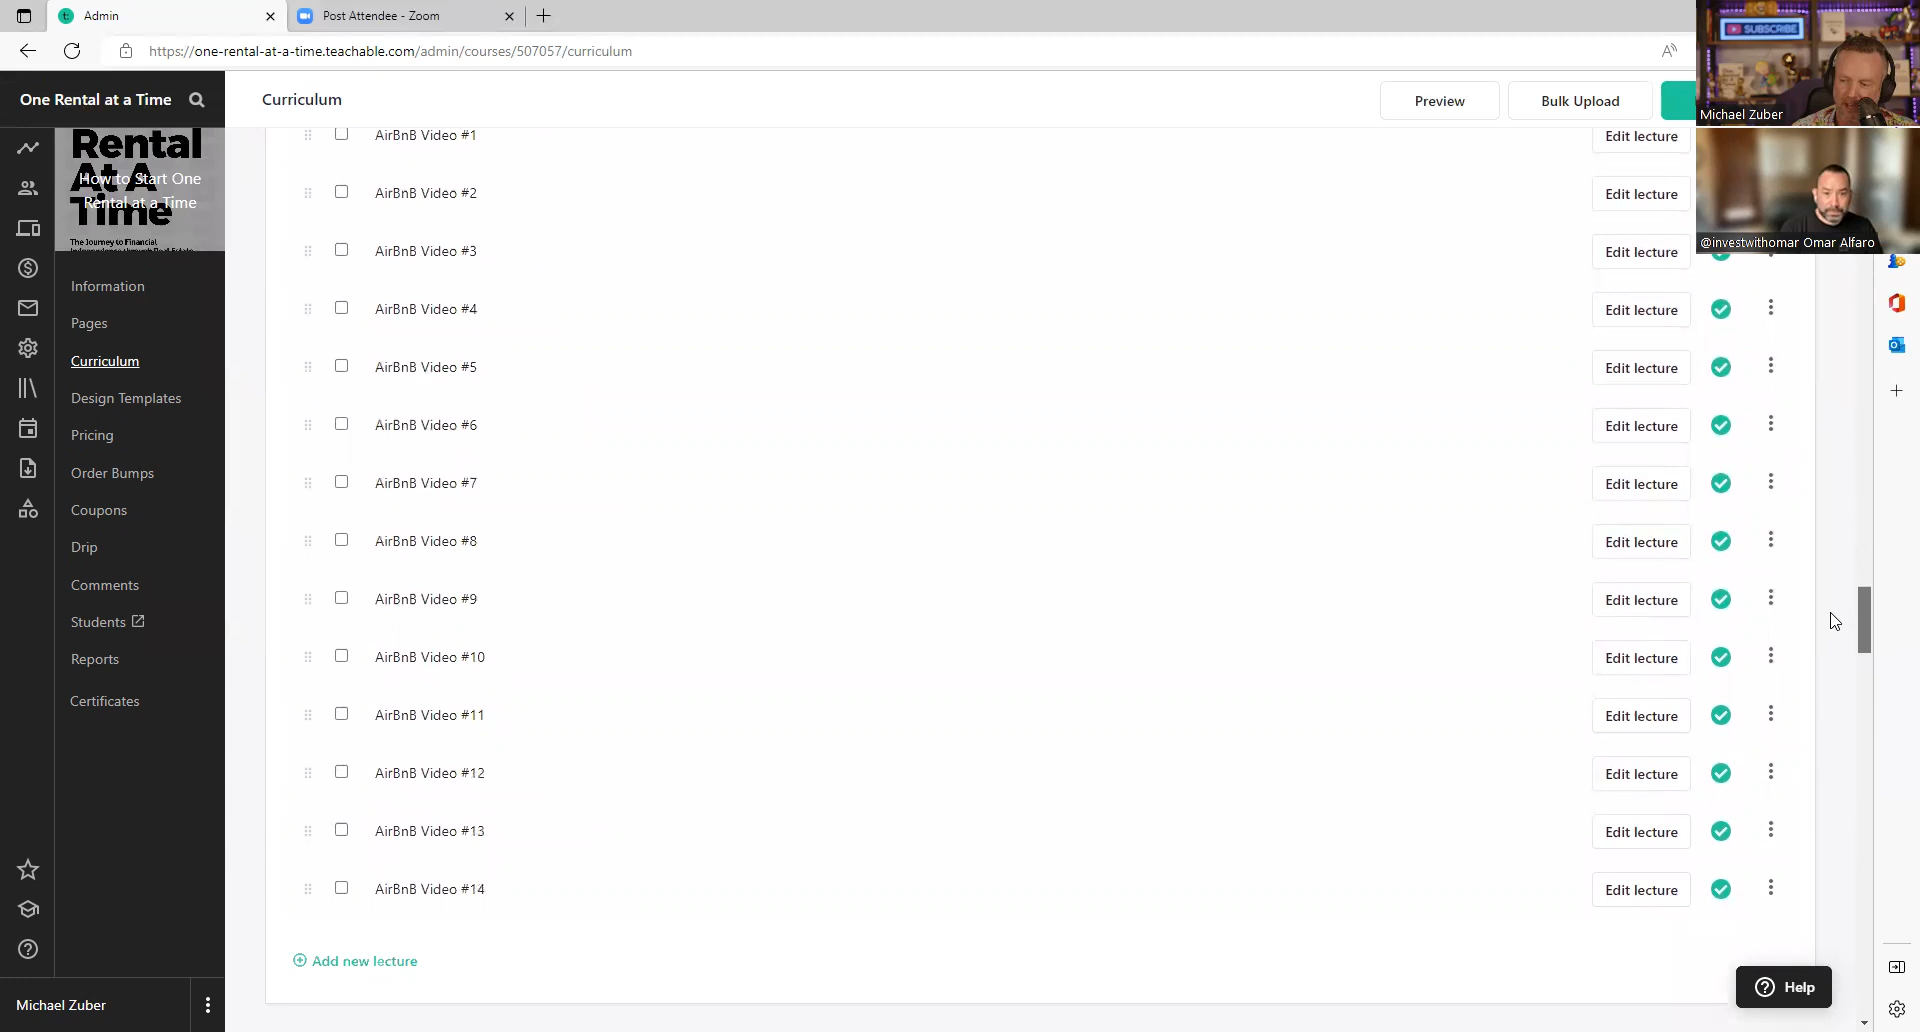 Admin
Post Attendee - Zoom
https://one-rental-at-a-time.teachable.com/admin/courses/507057/curriculum
One Rental at a Time
Curriculum
Preview
Bulk Upload
SUBSCRIBE
Michael Zuber
@investwithomar Omar Alfaro
Rental
At A
Time
How to Start One
Rental at a Time
The Journey to Financial
Information
Pages
Curriculum
Design Templates
Pricing
Order Bumps
Coupons
Drip
Comments
Students
Reports
Certificates
Michael Zuber
AirBnB Video #1
Edit lecture
AirBnB Video #2
Edit lecture
AirBnB Video #3
Edit lecture
AirBnB Video #4
Edit lecture
AirBnB Video #5
Edit lecture
AirBnB Video #6
Edit lecture
AirBnB Video #7
Edit lecture
AirBnB Video #8
Edit lecture
AirBnB Video #9
Edit lecture
AirBnB Video #10
Edit lecture
AirBnB Video #11
Edit lecture
AirBnB Video #12
Edit lecture
AirBnB Video #13
Edit lecture
AirBnB Video #14
Edit lecture
Add new lecture
Help